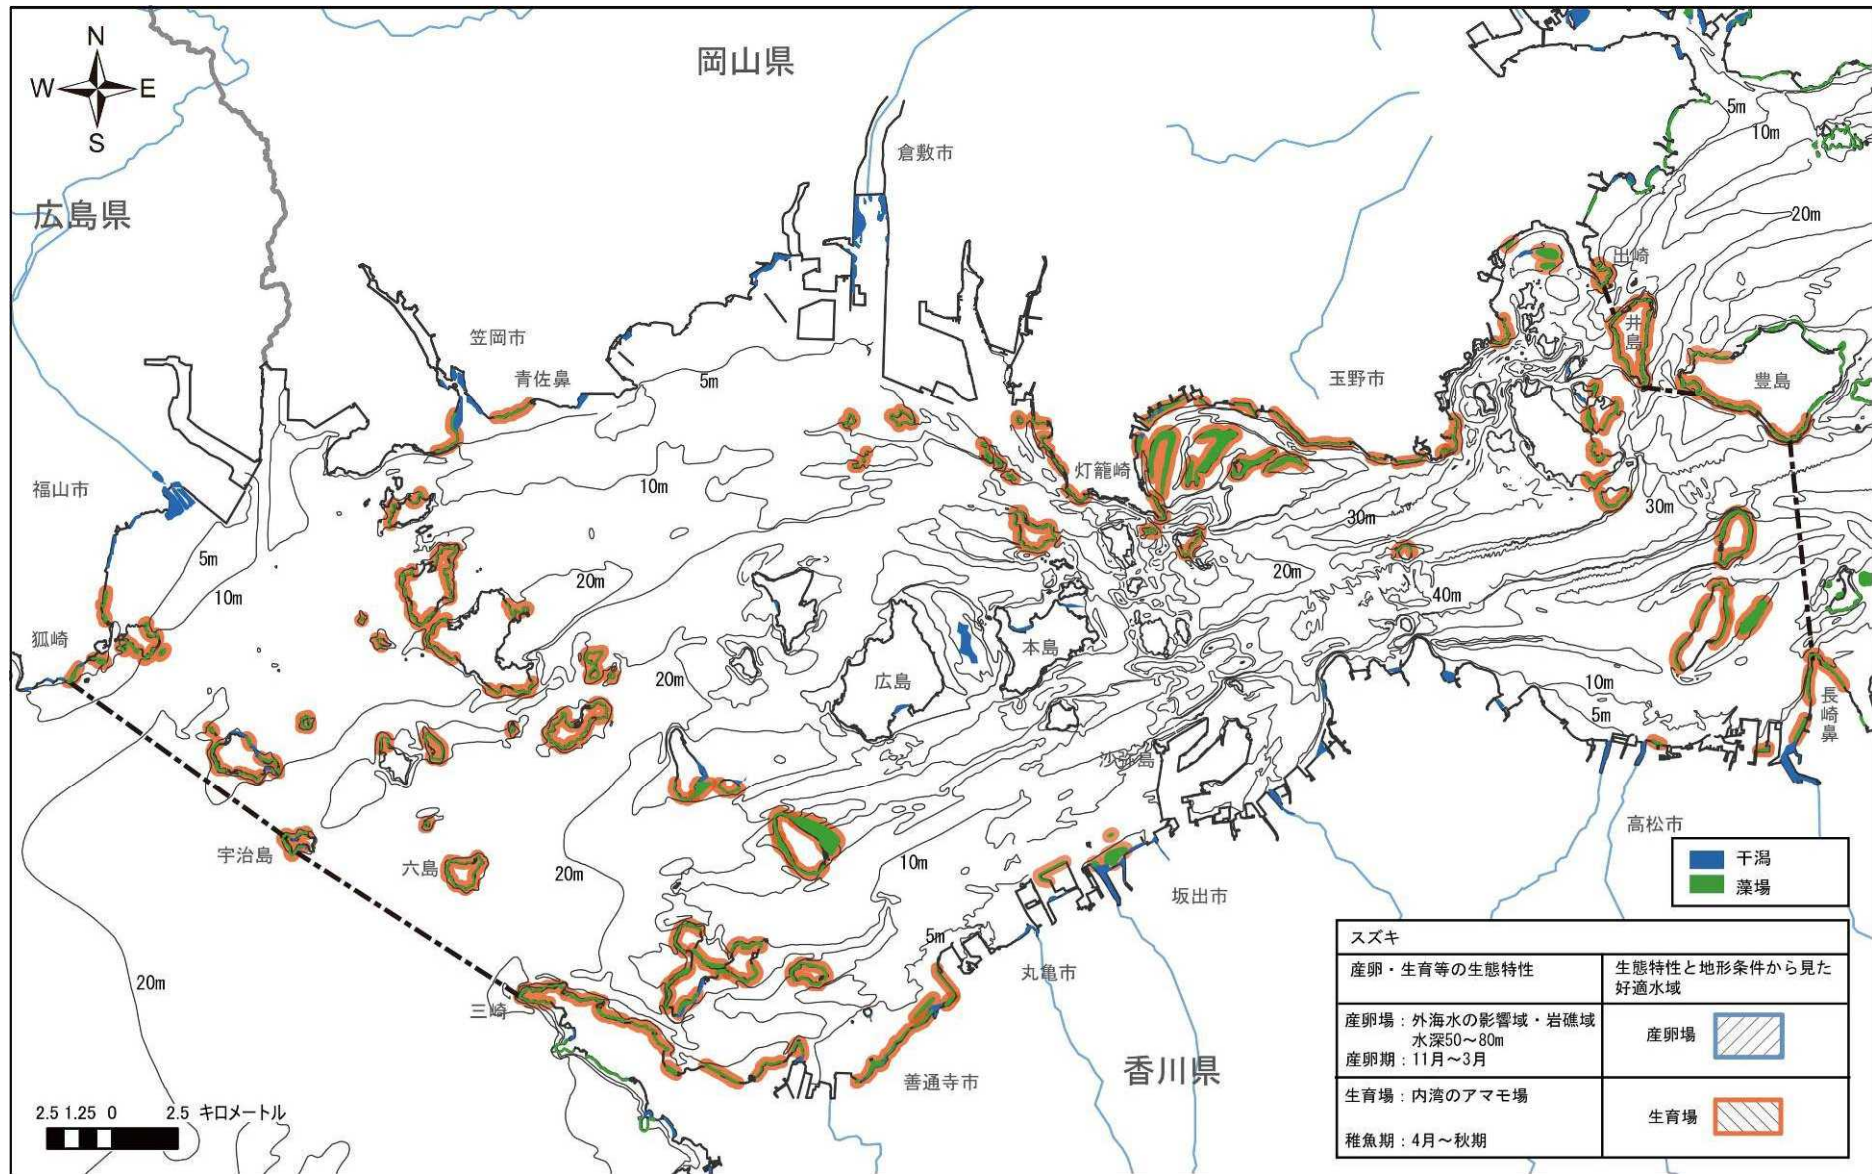 N
W E
S
岡山県
倉敷市
広島県
5m
10m
20m
出崎
井島
笠岡市
青佐鼻
5m
玉野市
豊島
福山市
10m
灯籠崎
30m
30m
5m
10m
20m
20m
40m
狐崎
本島
20m
広島
10m
5m
長崎鼻
沙弥島
高松市
宇治島
六島
20m
10m
坂出市
5m
丸亀市
20m
三崎
善通寺市
香川県
干潟
藻場
スズキ
産卵・生育等の生態特性
生態特性と地形条件から見た
好適水域
産卵場:外海水の影響域・岩礁域
水深50~80m
産卵期:11月~3月
産卵場
生育場:内湾のアマモ場
稚魚期:4月~秋期
生育場
2.5 1.25 0 2.5 キロメートル